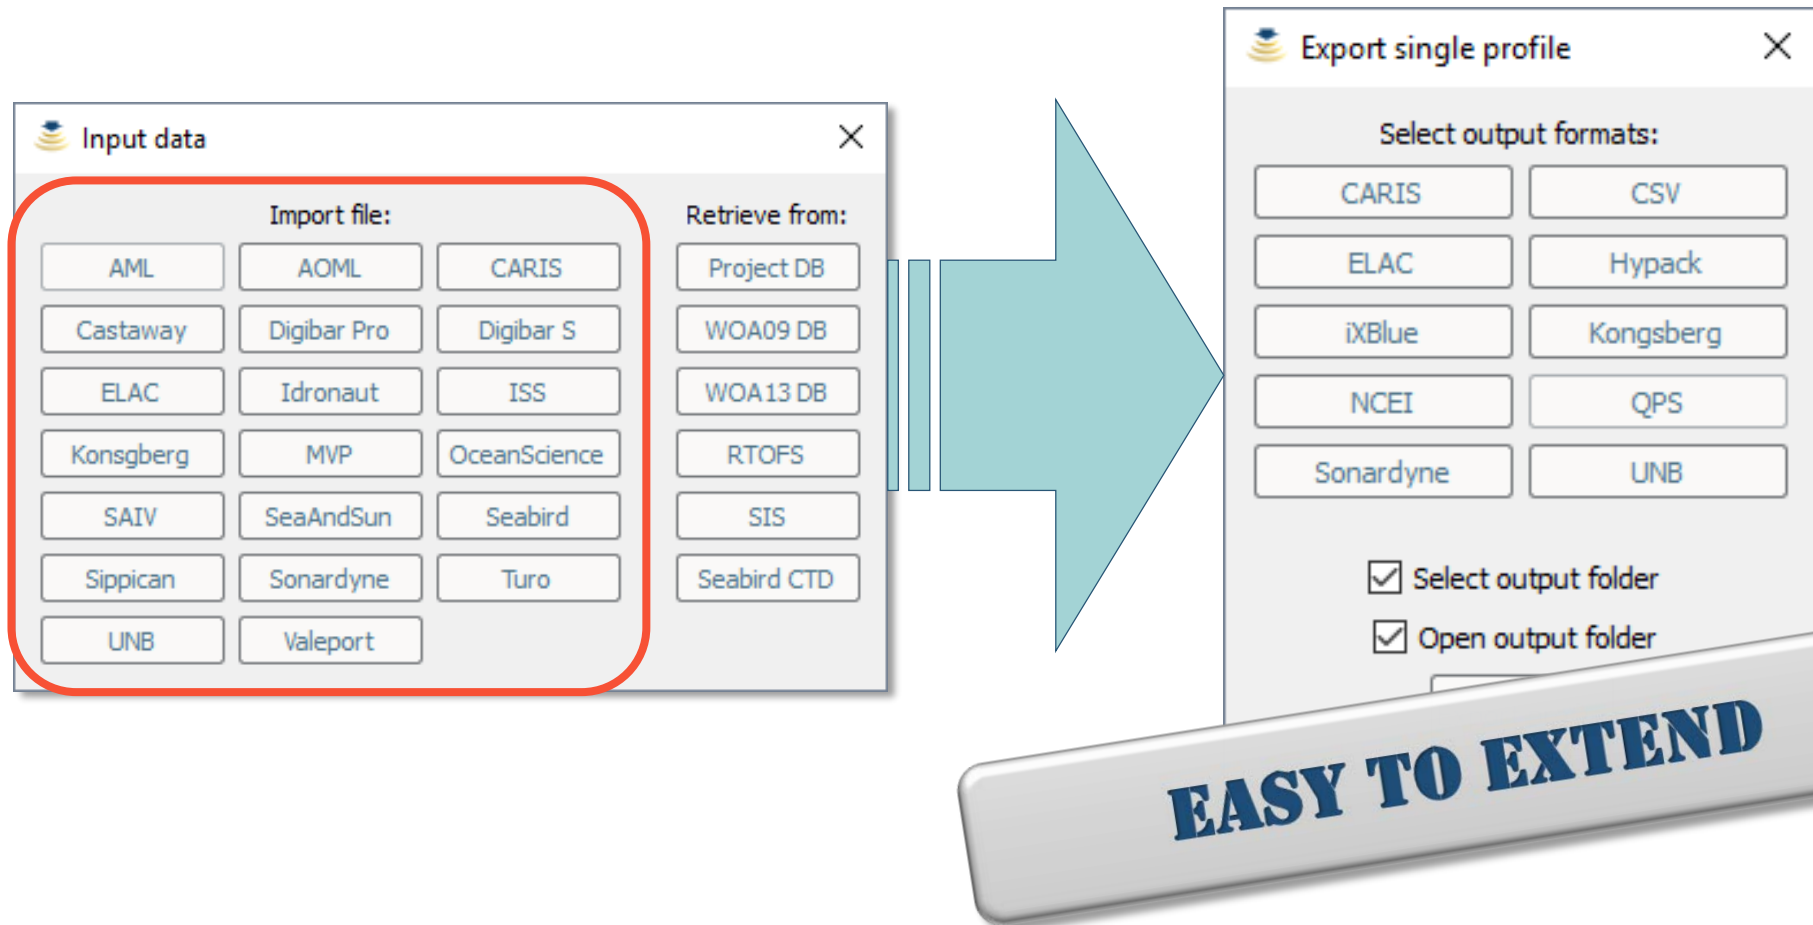 Input data
Import file:
Retrieve from:
AML AOML CARIS Project DB
Castaway Digibar Pro Digibar S WOA09 DB
ELAC Idronaut ISS WOA13 DB
Konsgberg MVP OceanScience RTOFS
SAIV SeaAndSun Seabird SIS
Sippican Sonardyne Turo Seabird CTD
UNB Valeport
Export single profile
Select output formats:
CARIS CSV
ELAC Hypack
iXBlue Kongsberg
NCEI QPS
Sonardyne UNB
Select output folder
Open output folder
EASY TO EXTEND